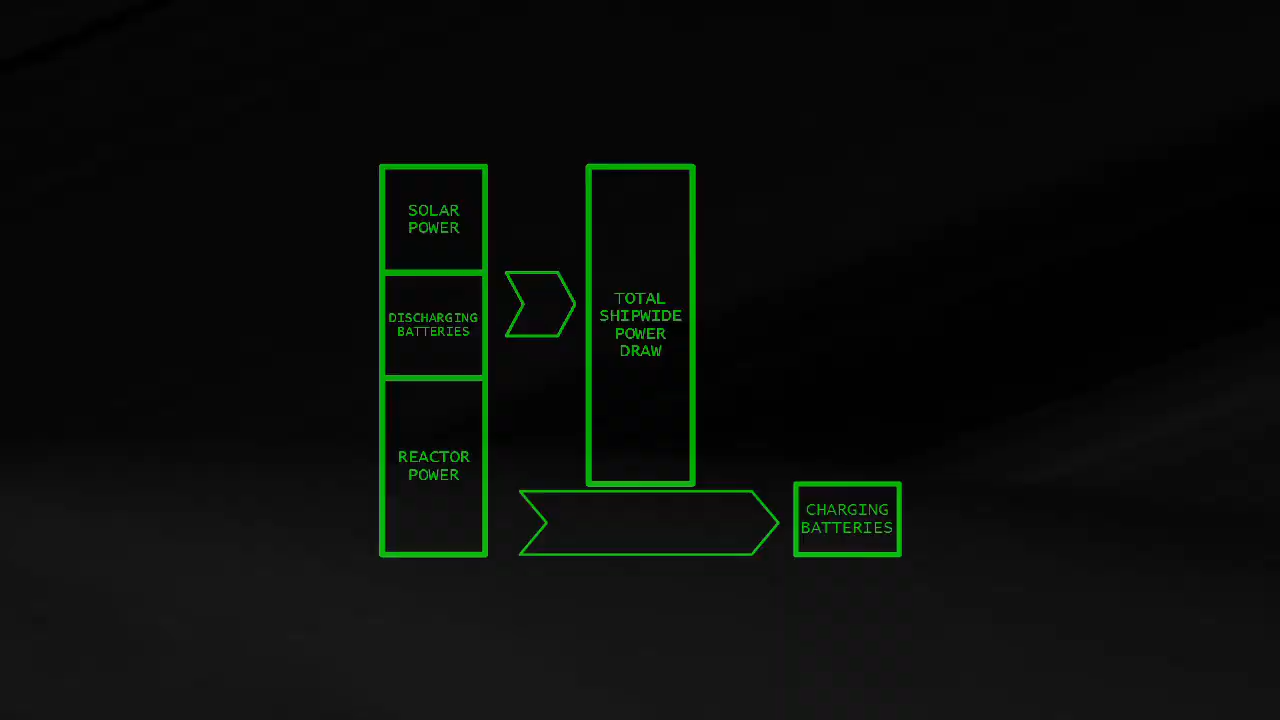 SOLAR
POWER
DISCHARGING
BATTERIES
REACTOR
POWER
TOTAL
SHIPWIDE
POWER
DRAW
CHARGING
BATTERIES